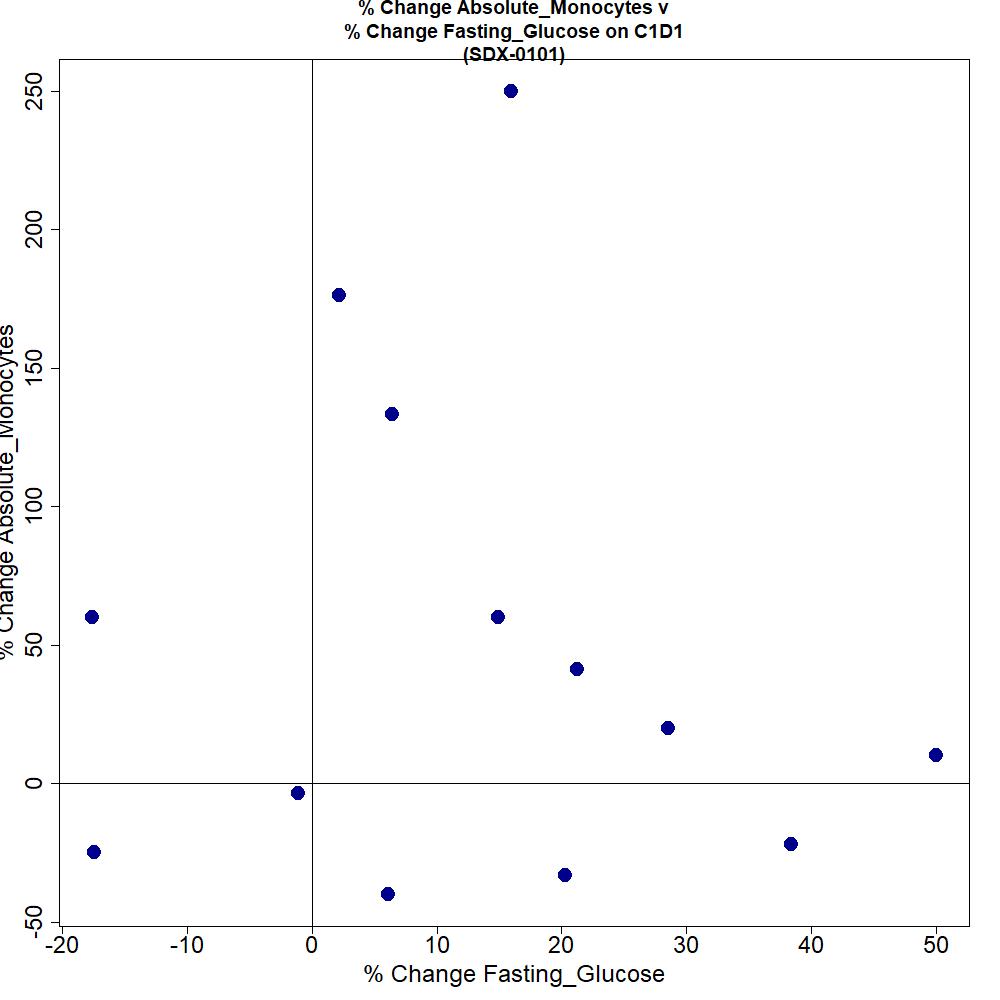 % Change Absolute_Monocytes v
% Change Fasting_Glucose on C1D1
(SDX-0101)
% Change Absolute_Monocytes
250
200
150
100
50
0
-50
-20 -10 0 10 20 30 40 50
% Change Fasting_Glucose